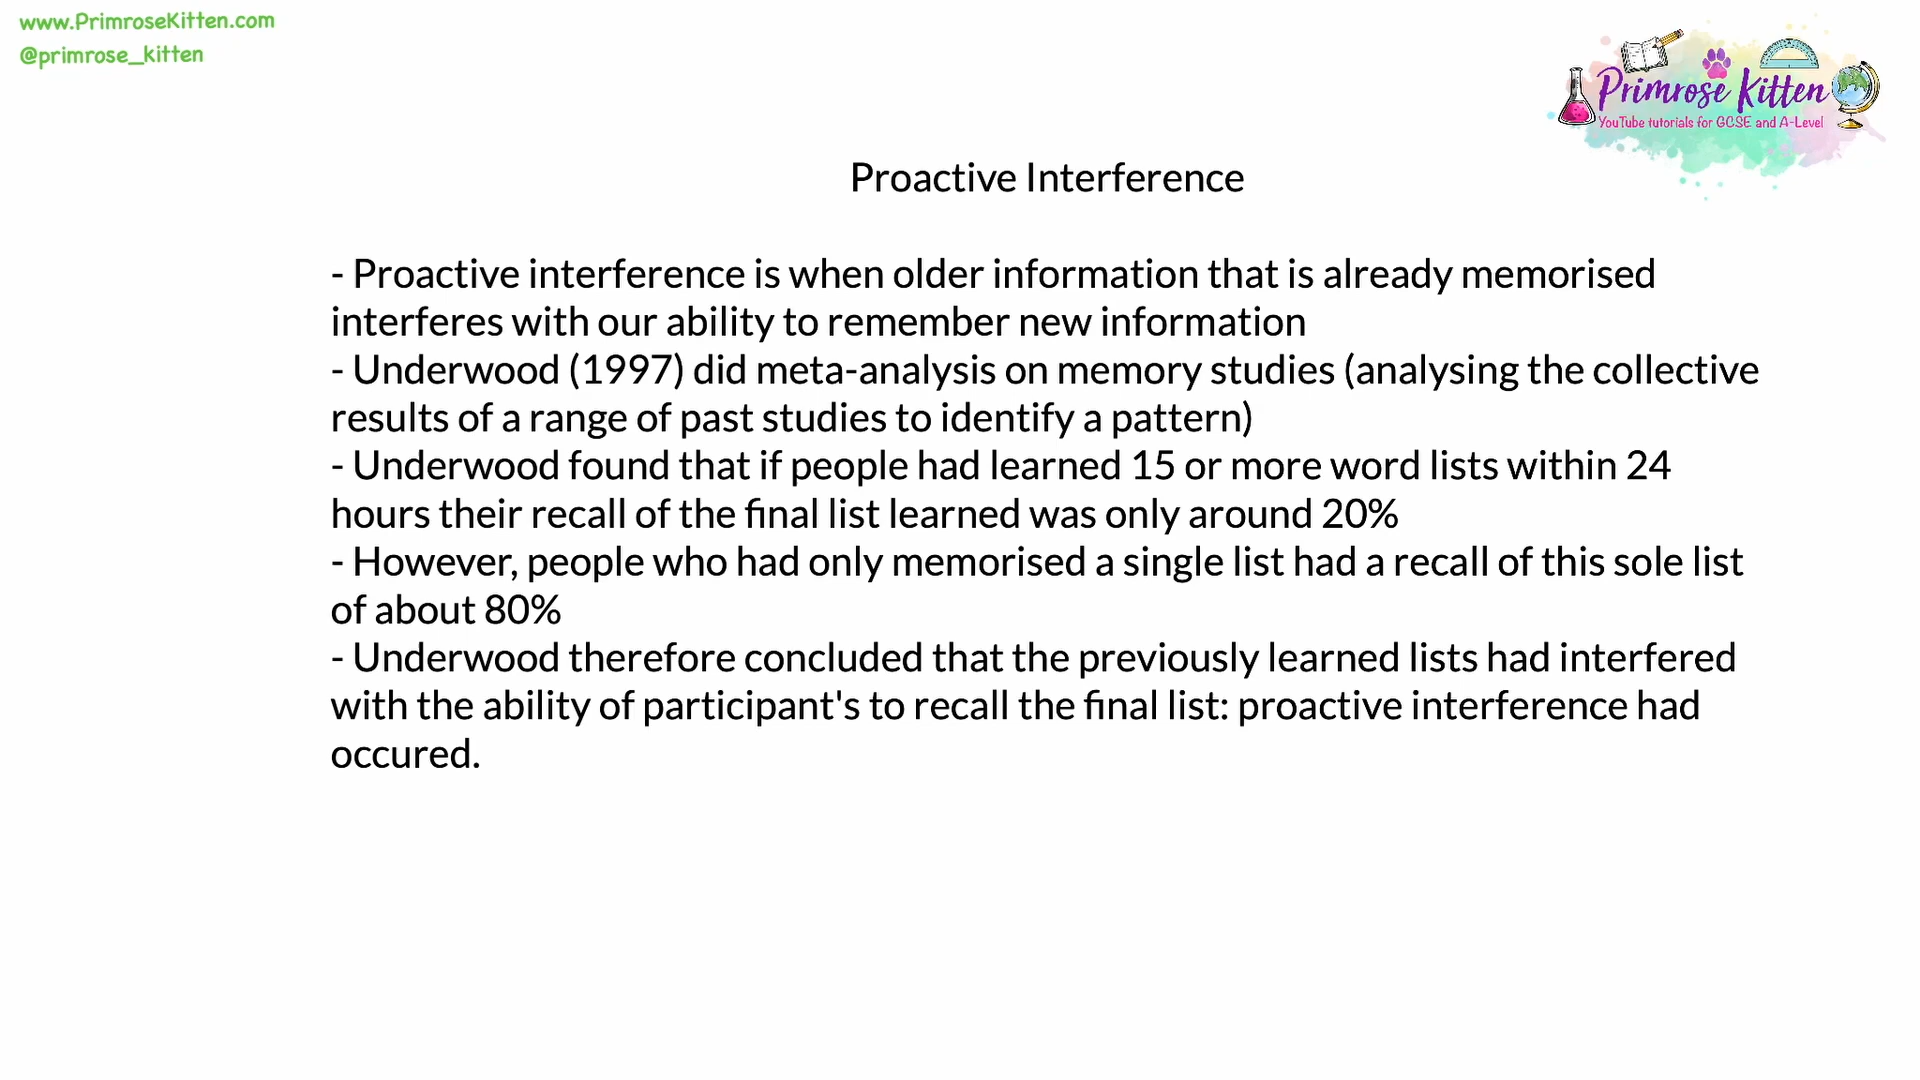 www.PrimroseKitten.com
@primrose_kitten
Primrose Kitten
YouTube tutorials for GCSE and A-Level
Proactive Interference
- Proactive interference is when older information that is already memorised
interferes with our ability to remember new information
- Underwood (1997) did meta-analysis on memory studies (analysing the collective
results of a range of past studies to identify a pattern)
- Underwood found that if people had learned 15 or more word lists within 24
hours their recall of the final list learned was only around 20%
- However, people who had only memorised a single list had a recall of this sole list
of about 80%
- Underwood therefore concluded that the previously learned lists had interfered
with the ability of participant's to recall the final list: proactive interference had
occured.